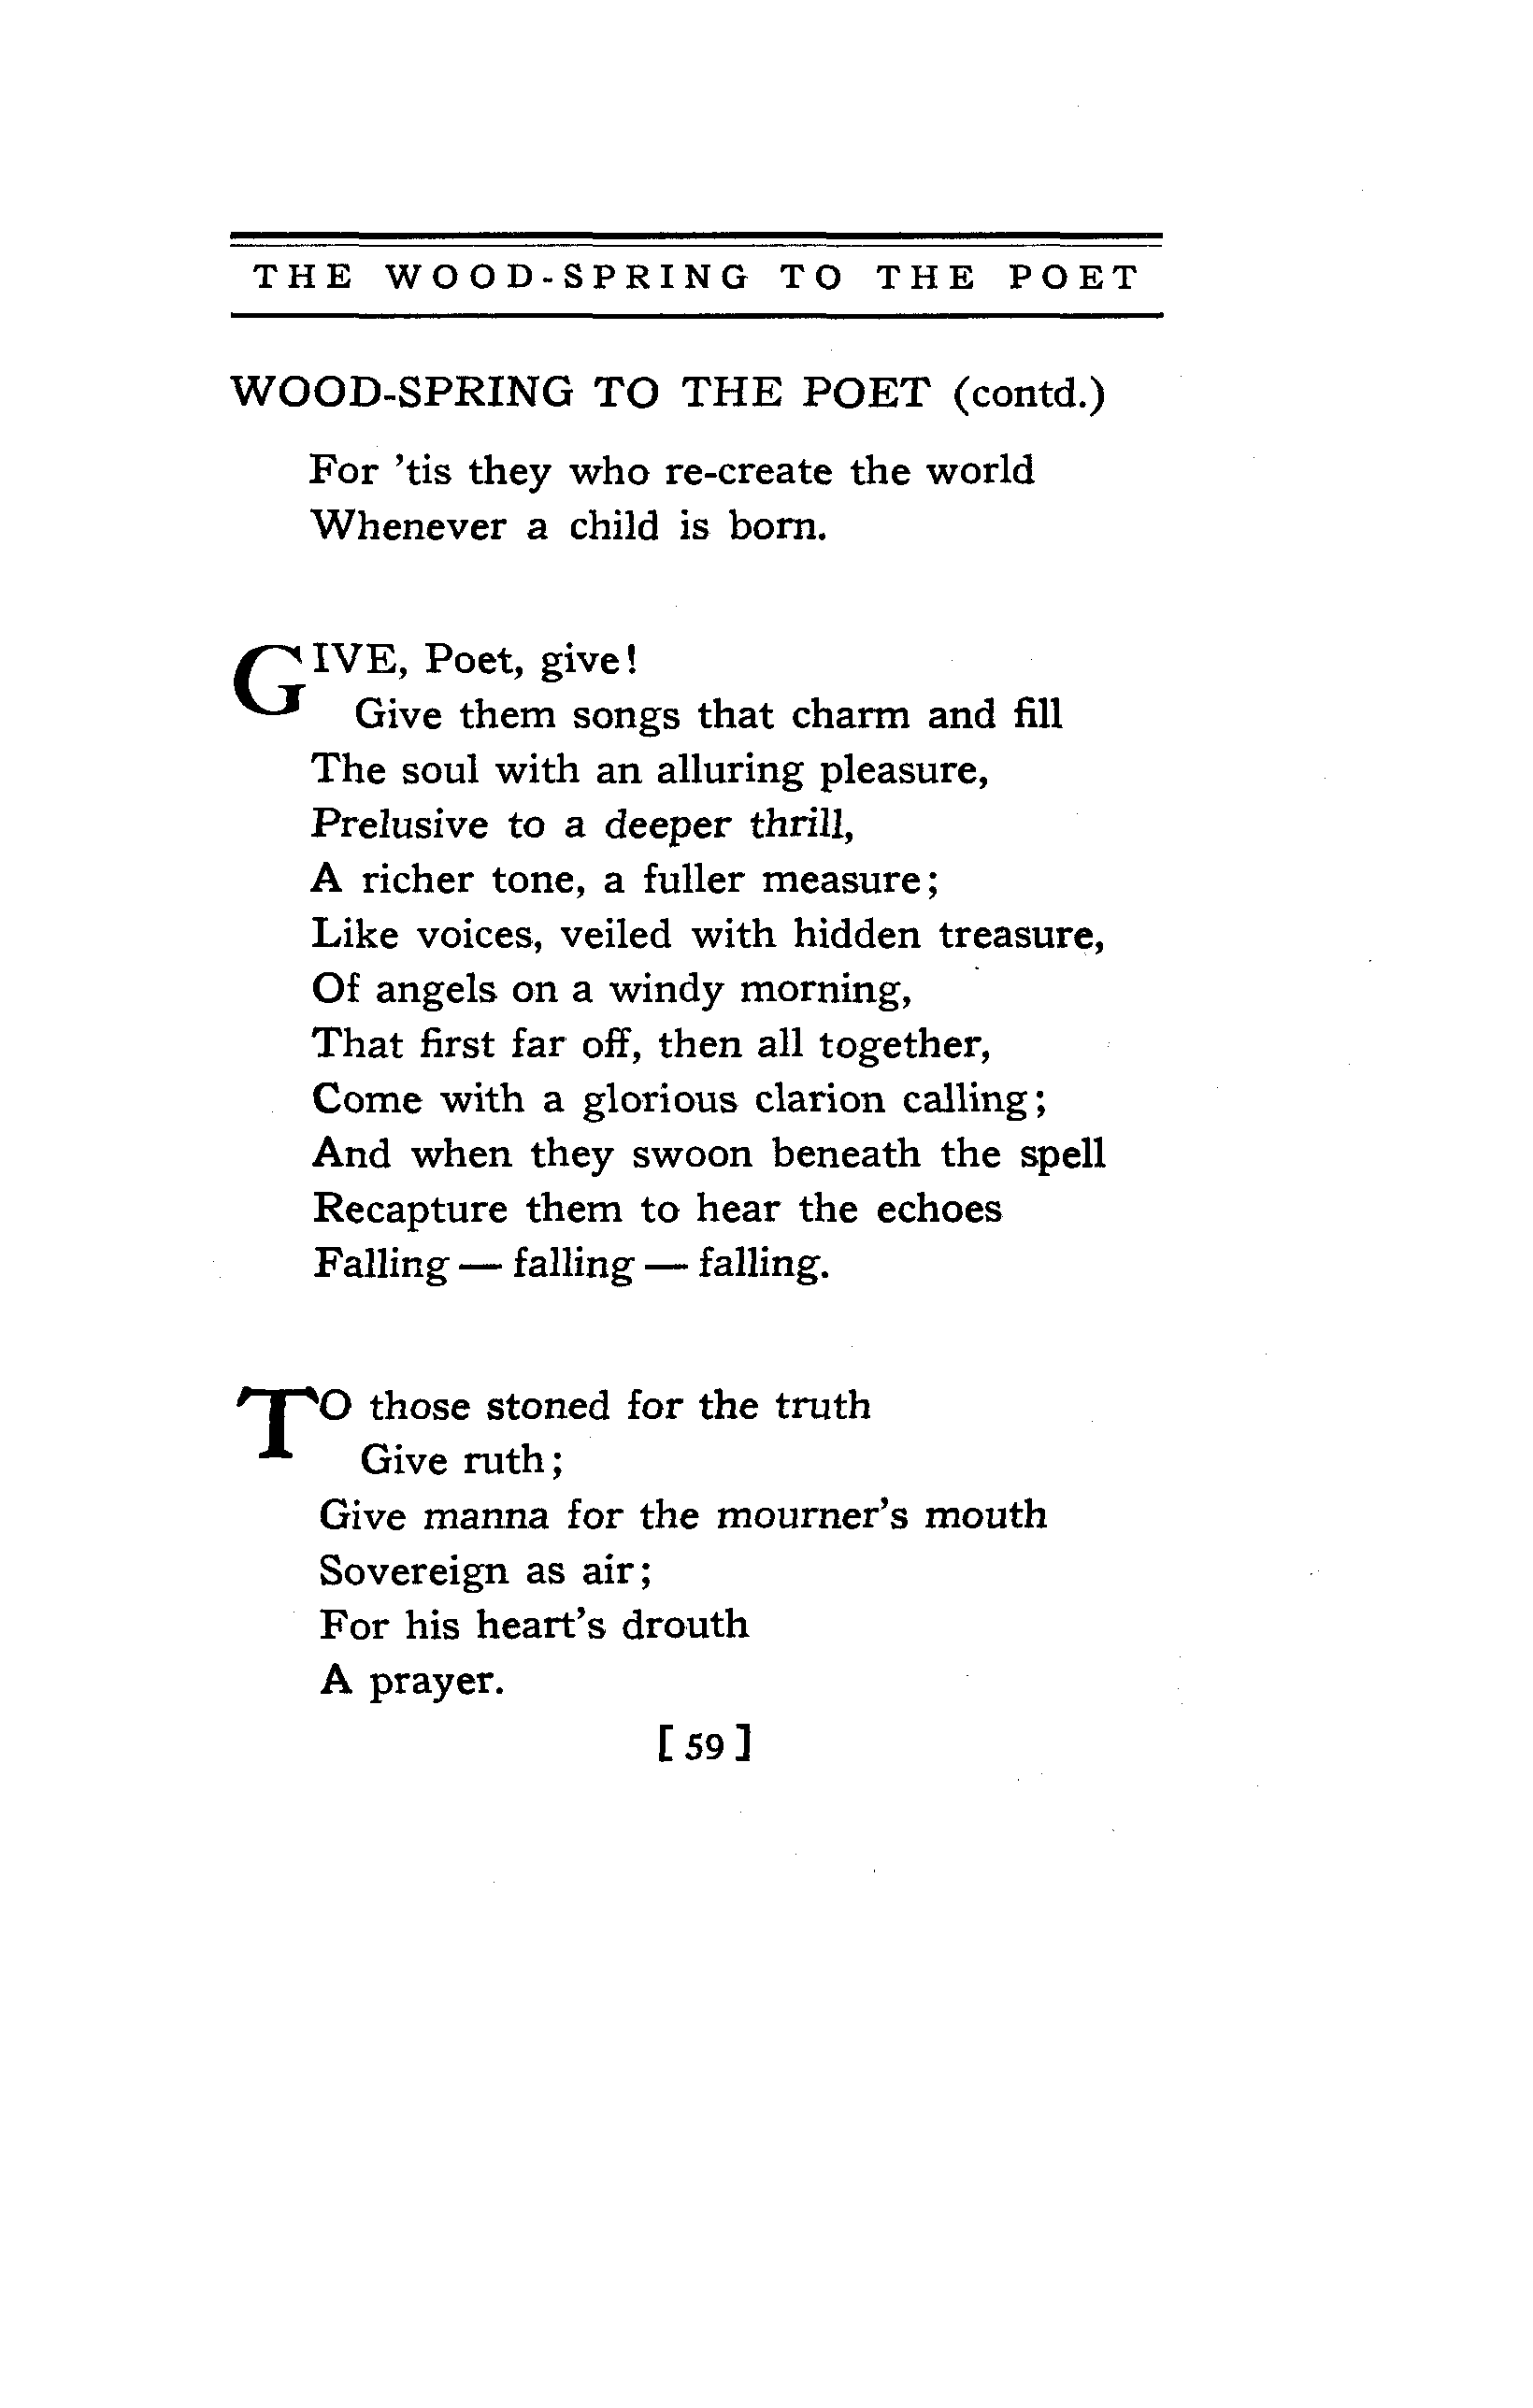 THE WOOD-SPRING TO THE POET
WOOD-SPRING TO THE POET (contd.)
For ’tis they who re-create the world
Whenever a child is born.
GIVE, Poet, give!
Give them songs that charm and fill
The soul with an alluring pleasure,
Prelusive to a deeper thrill,
A richer tone, a fuller measure;
Like voices, veiled with hidden treasure,
Of angels on a windy morning,
That first far off, then all together,
Come with a glorious clarion calling;
And when they swoon beneath the spell
Recapture them to hear the echoes
Falling — falling — falling.
TO those stoned for the truth
Give ruth;
Give manna for the mourner’s mouth
Sovereign as air;
For his heart’s drouth
A prayer.
[ 59 ]